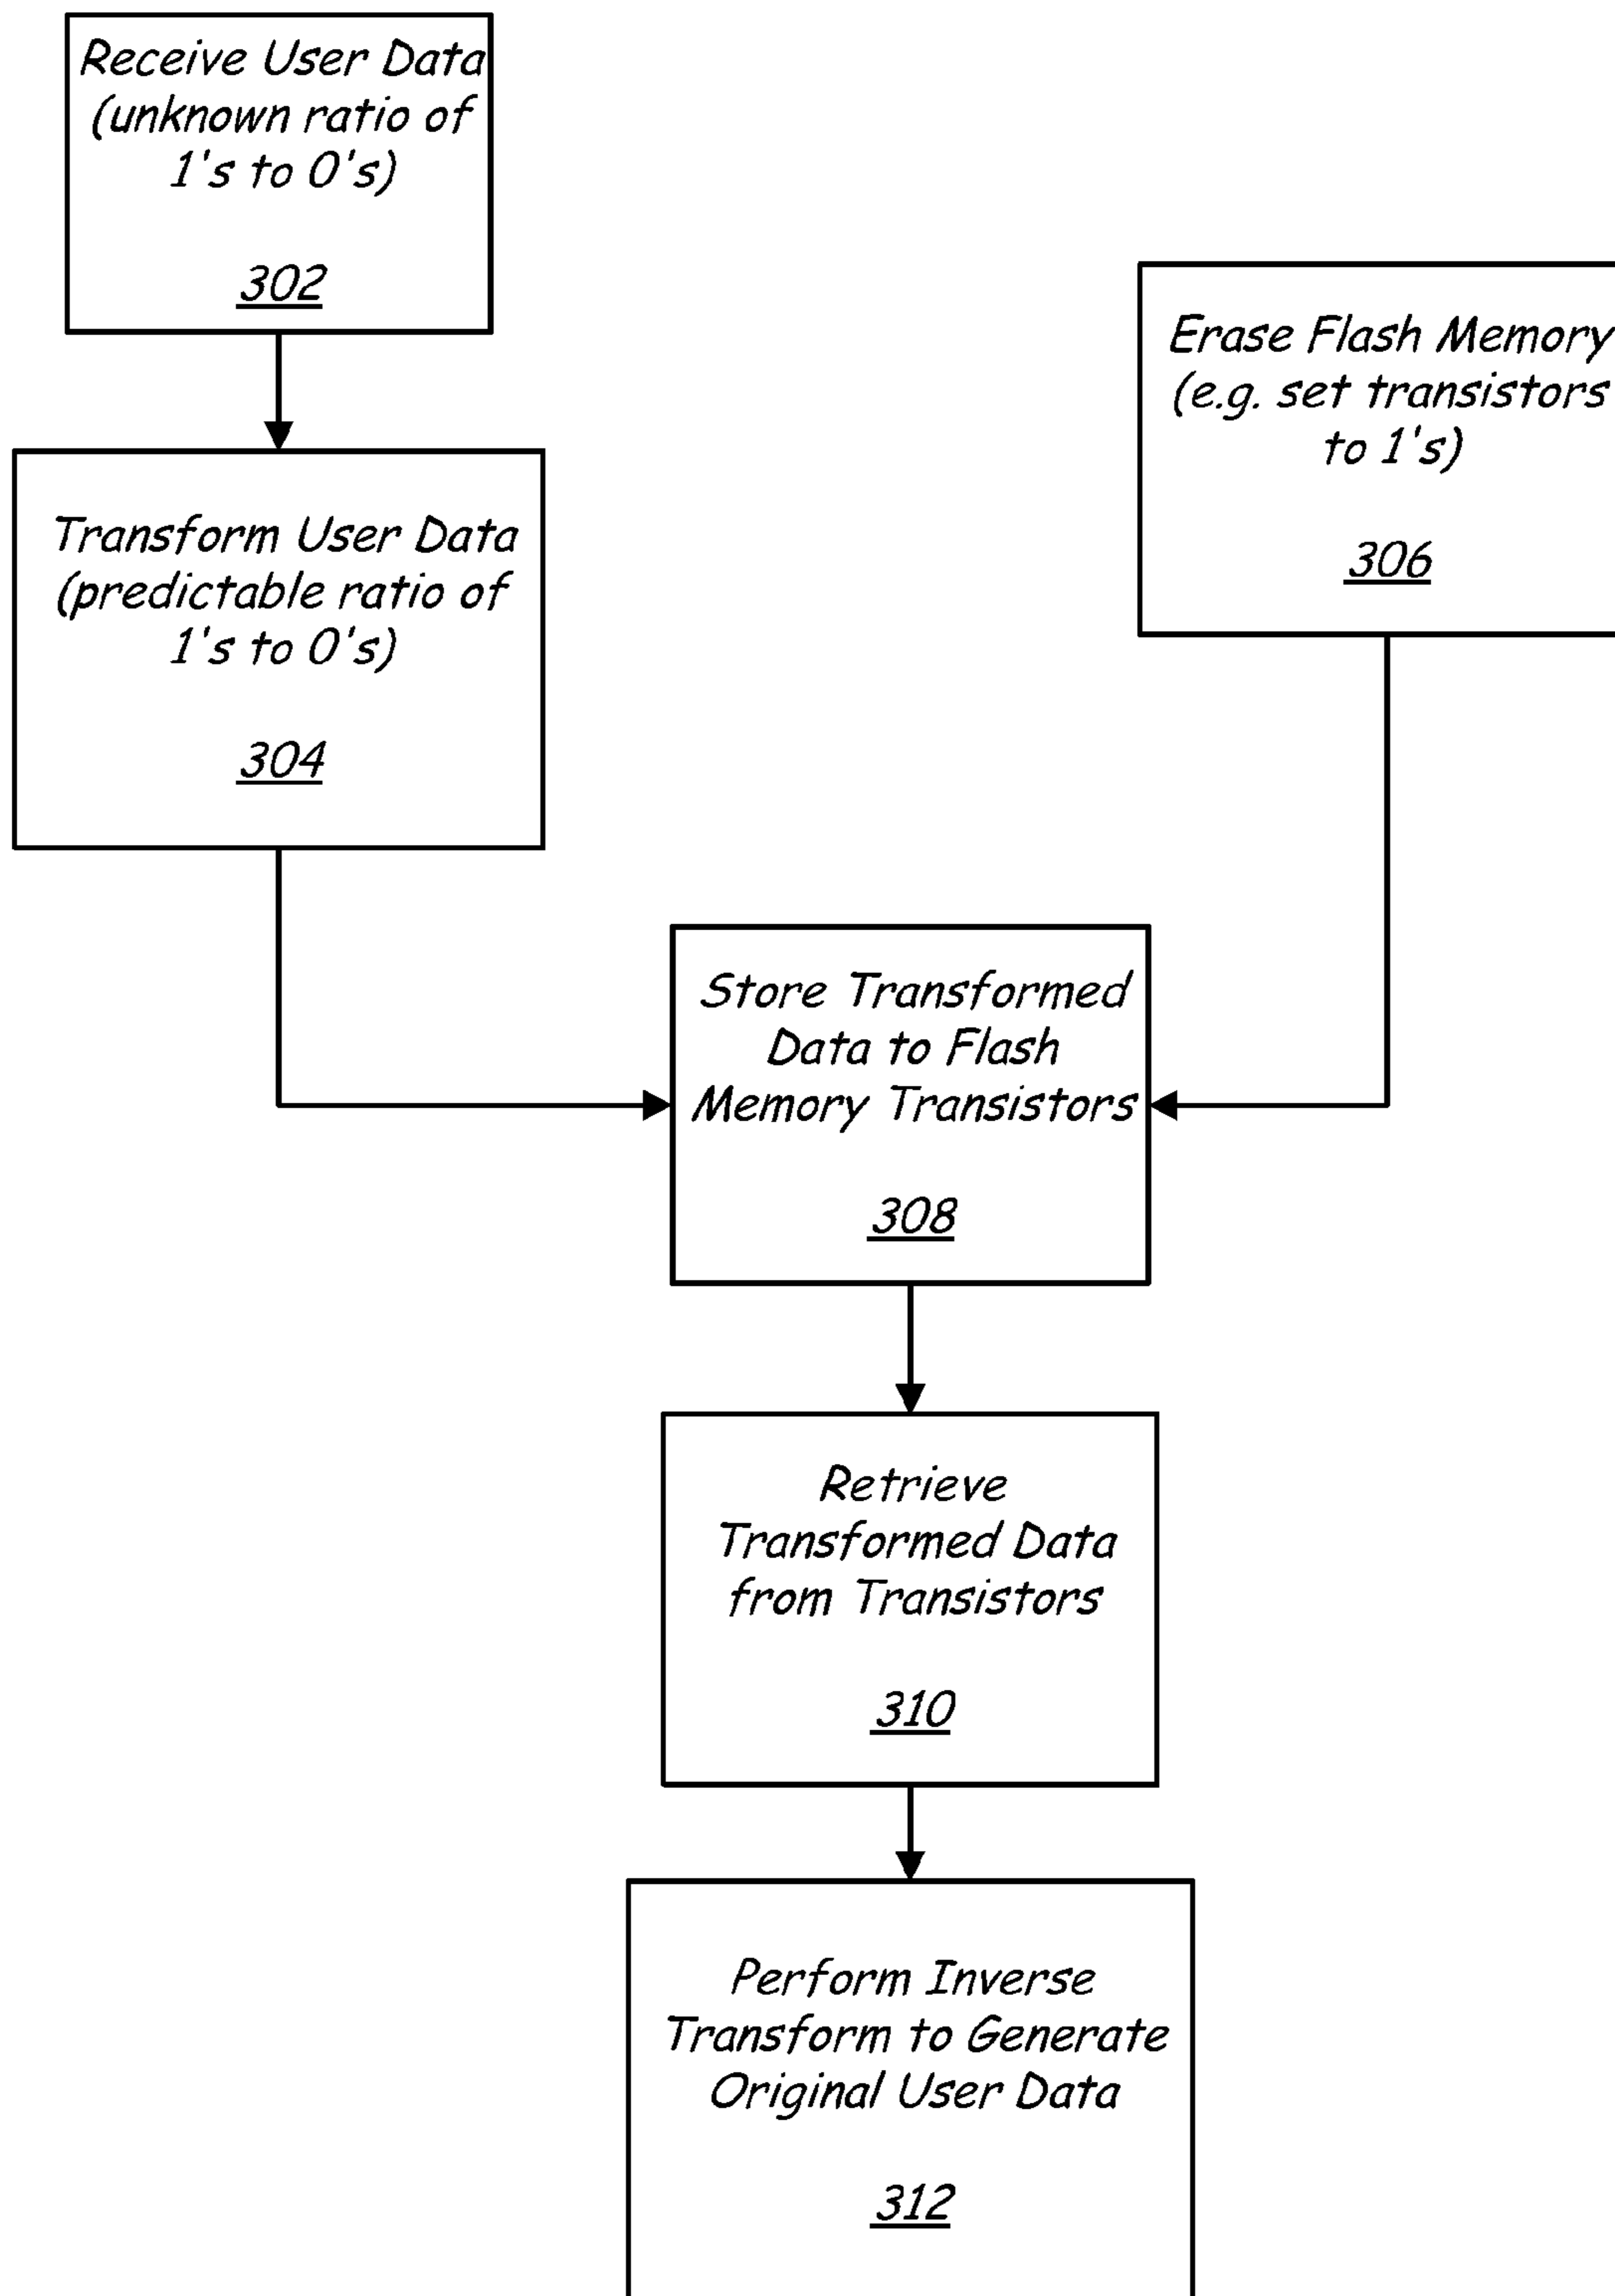 Receive User Data
(unknown ratio of
1's to 0's)
302
Erase Flash Memory
(e.g. set transistors
to 1's)
306
Transform User Data
(predictable ratio of
1's to 0's)
304
Store Transformed
Data to Flash
Memory Transistors
308
Retrieve
Transformed Data
from Transistors
310
Perform Inverse
Transform to Generate
Original User Data
312